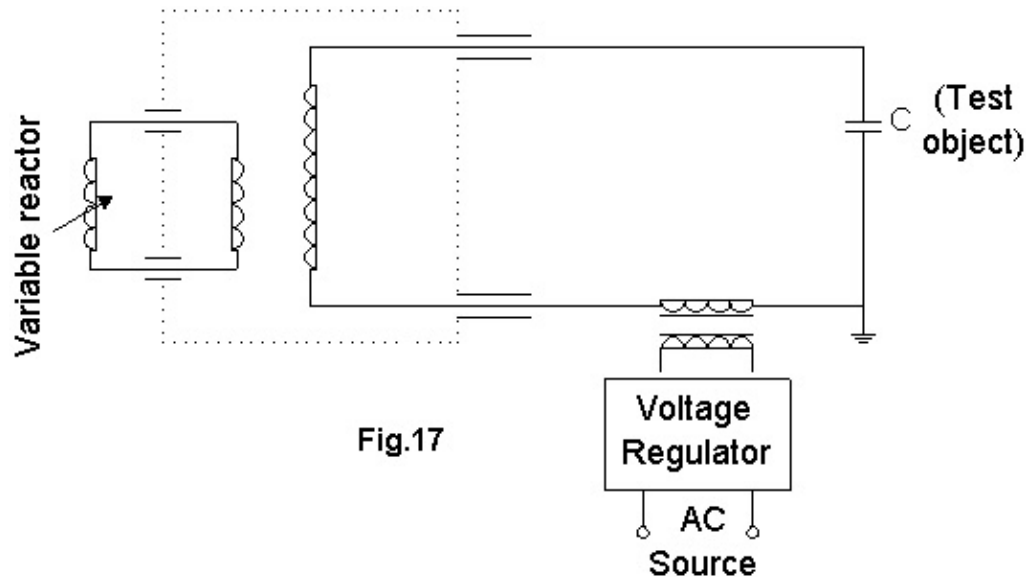 Variable reactor
C
(Test
object)
Fig.17
Voltage
Regulator
AC
Source